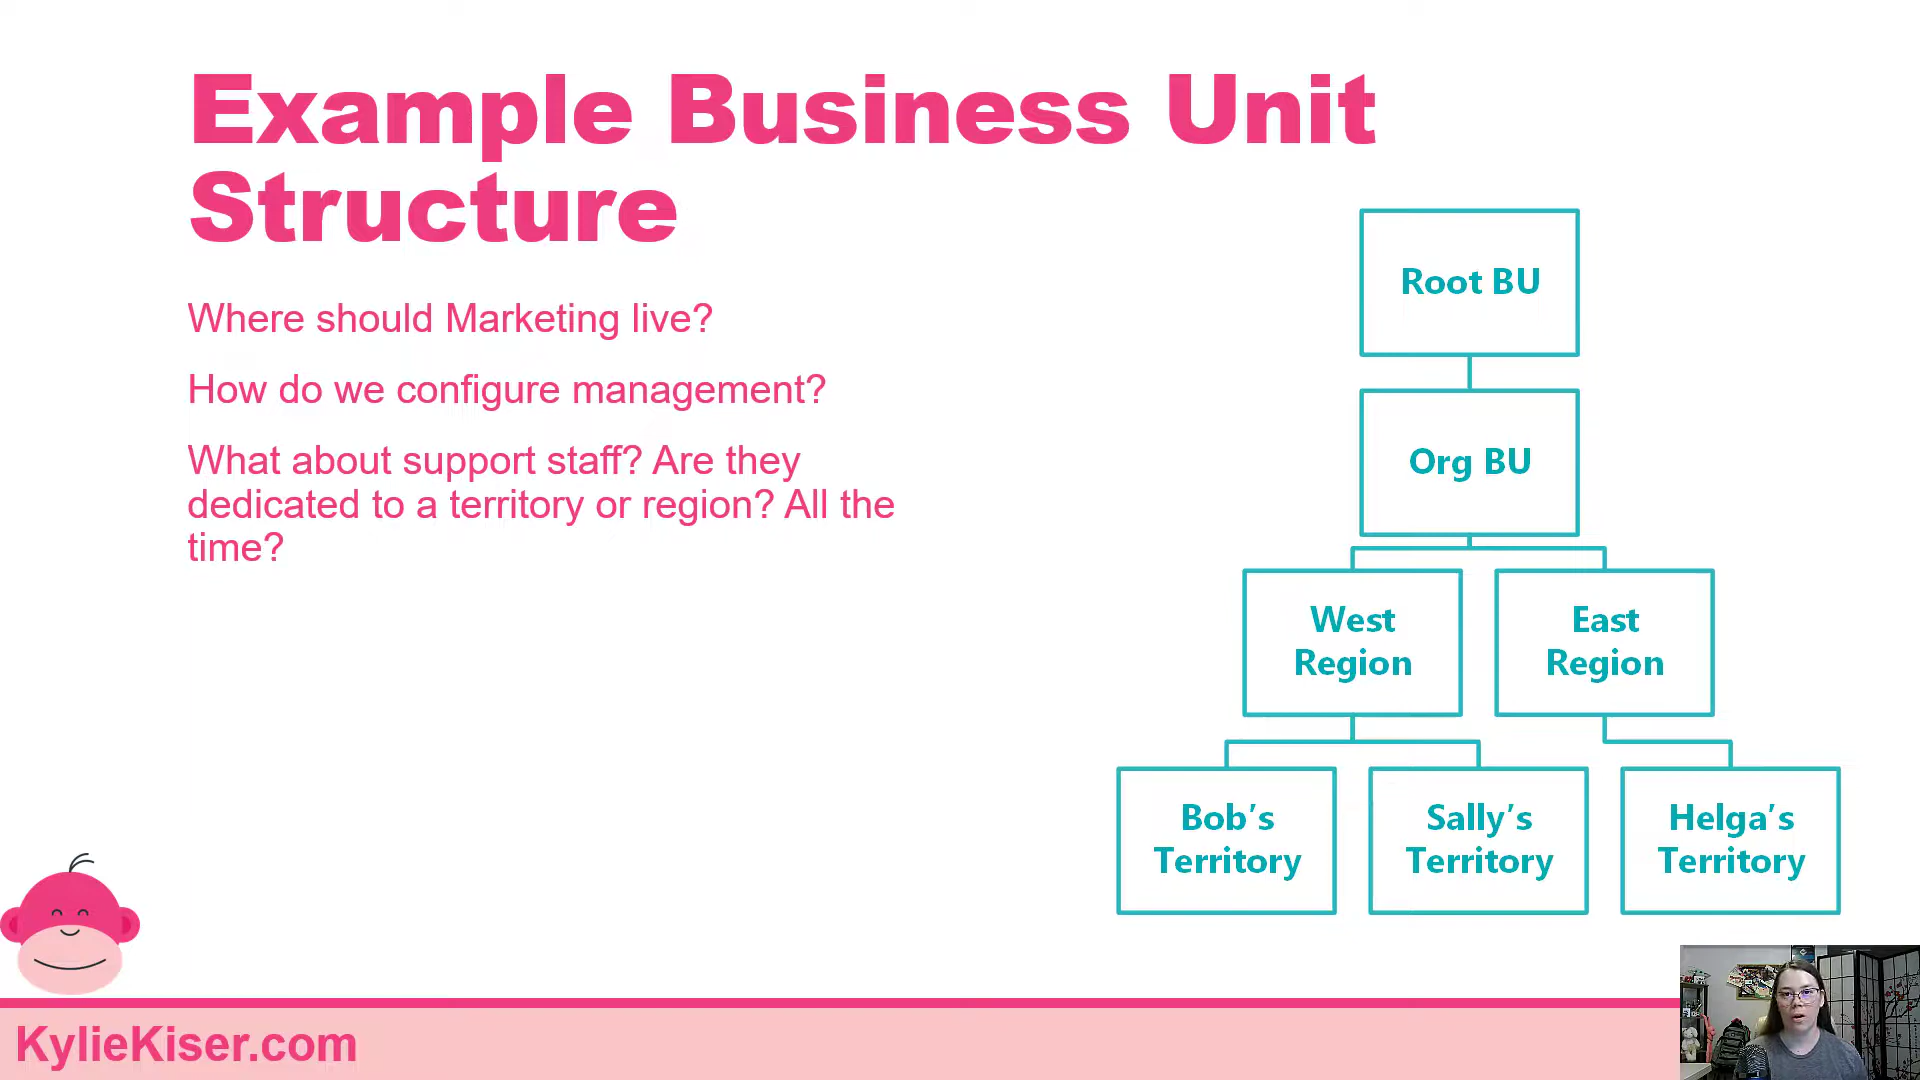 Example Business Unit
Structure
Where should Marketing live?
How do we configure management?
What about support staff? Are they
dedicated to a territory or region? All the
time?
Root BU
Org BU
West
Region
East
Region
Bob's
Territory
Sally's
Territory
Helga's
Territory
KylieKiser.com